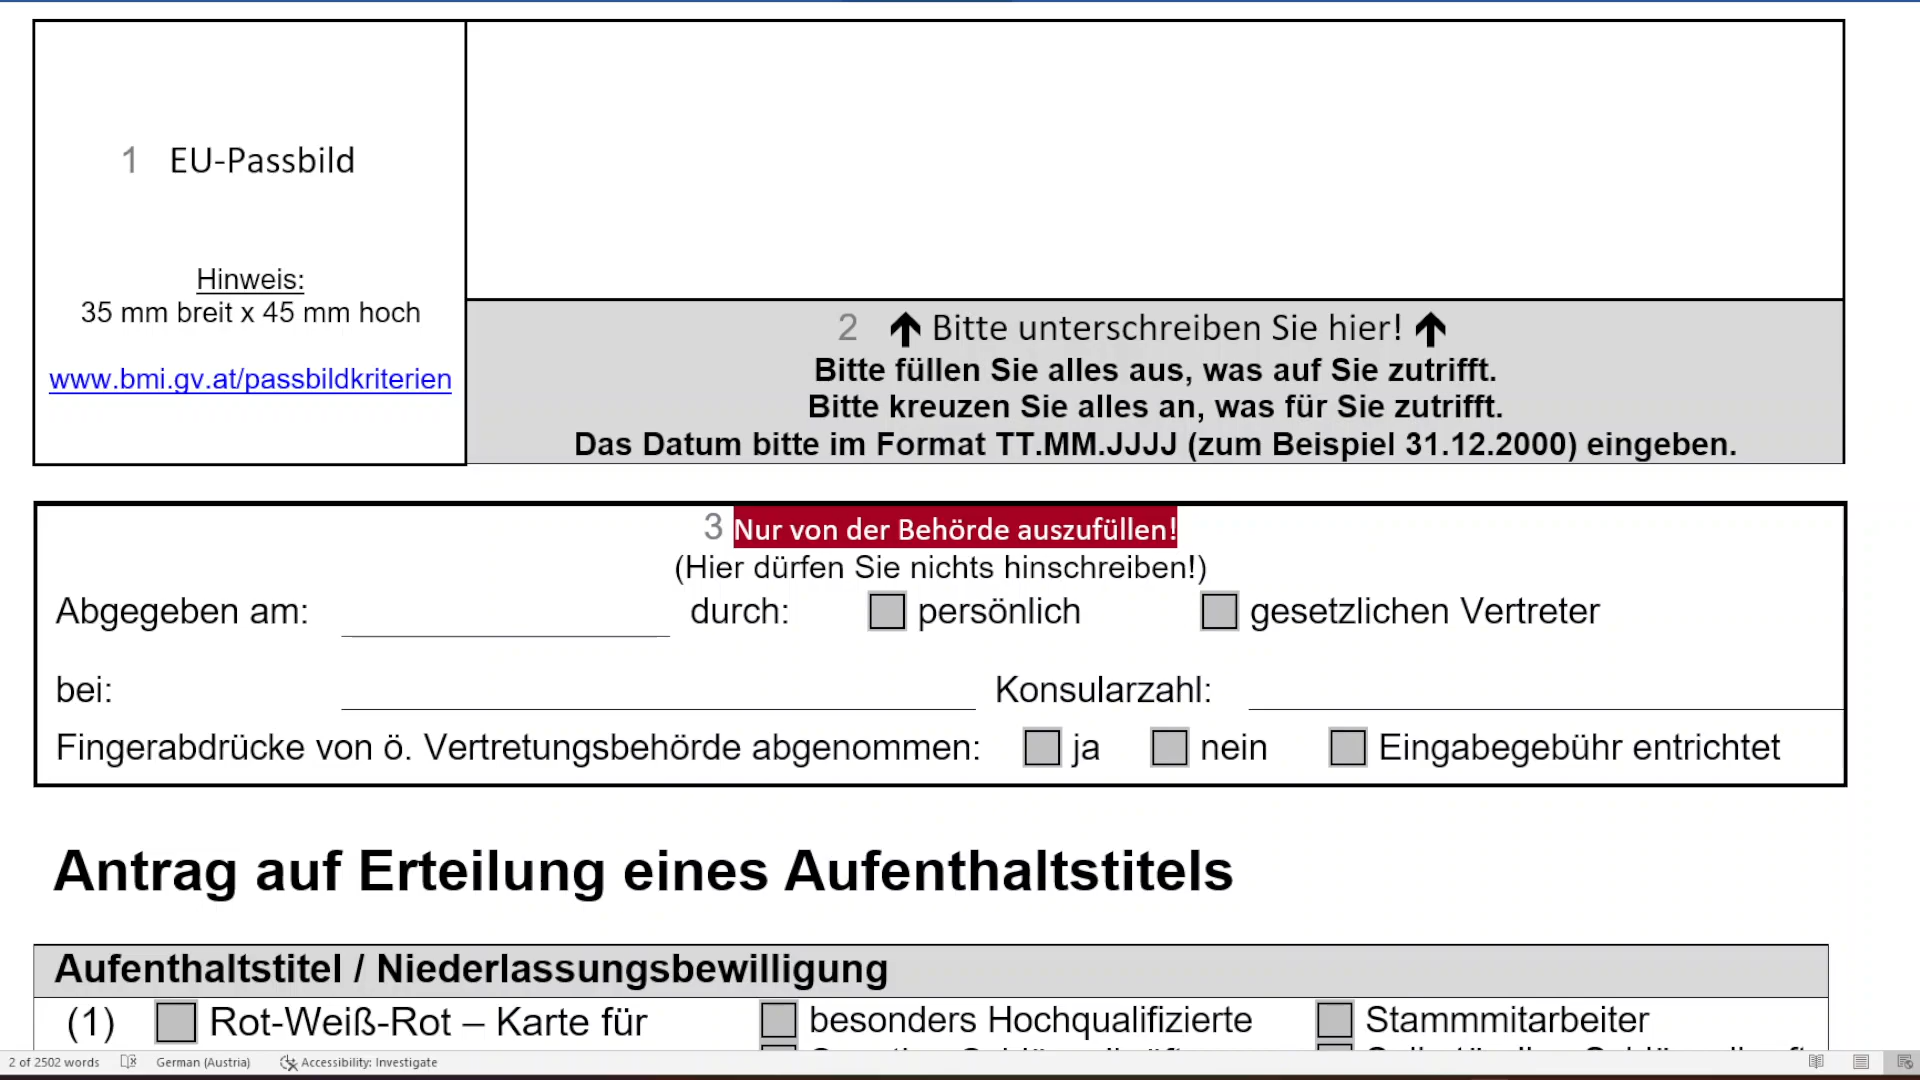 1 EU-Passbild
Hinweis:
35 mm breit x 45 mm hoch
www.bmi.gv.at/passbildkriterien
2 ↑ Bitte unterschreiben Sie hier! ↑
Bitte füllen Sie alles aus, was auf Sie zutrifft.
Bitte kreuzen Sie alles an, was für Sie zutrifft.
Das Datum bitte im Format TT.MM.JJJJ (zum Beispiel 31.12.2000) eingeben.
3 Nur von der Behörde auszufüllen!
(Hier dürfen Sie nichts hinschreiben!)
Abgegeben am: durch: persönlich gesetzlichen Vertreter
bei: Konsularzahl:
Fingerabdrücke von ö. Vertretungsbehörde abgenommen: ja nein Eingabegebühr entrichtet
Antrag auf Erteilung eines Aufenthaltstitels
Aufenthaltstitel / Niederlassungsbewilligung
(1) Rot-Weiß-Rot – Karte für besonders Hochqualifizierte Stammmitarbeiter
2 of 2502 words German (Austria) Accessibility: Investigate